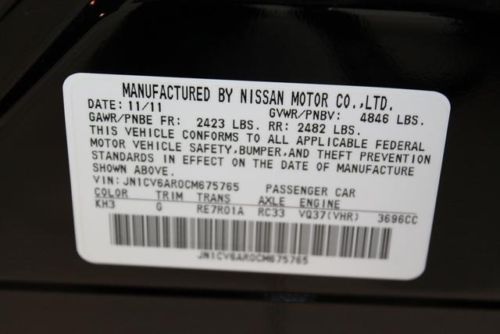 MANUFACTURED BY NISSAN MOTOR CO.,LTD.
DATE: 11/11 GVWR/PNBV: 4846 LBS.
GAWR/PNBE FR: 2423 LBS. RR: 2482 LBS.
THIS VEHICLE CONFORMS TO ALL APPLICABLE FEDERAL
MOTOR VEHICLE SAFETY,BUMPER,AND THEFT PREVENTION
STANDARDS IN EFFECT ON THE DATE OF MANUFACTURE
SHOWN ABOVE.
VIN: JN1CV6AR0CM675765 PASSENGER CAR
COLOR TRIM TRANS AXLE ENGINE
KH3 G RE7R01A RC33 VQ37(VHR) 3696CC
JN1CV6AR0CM675765